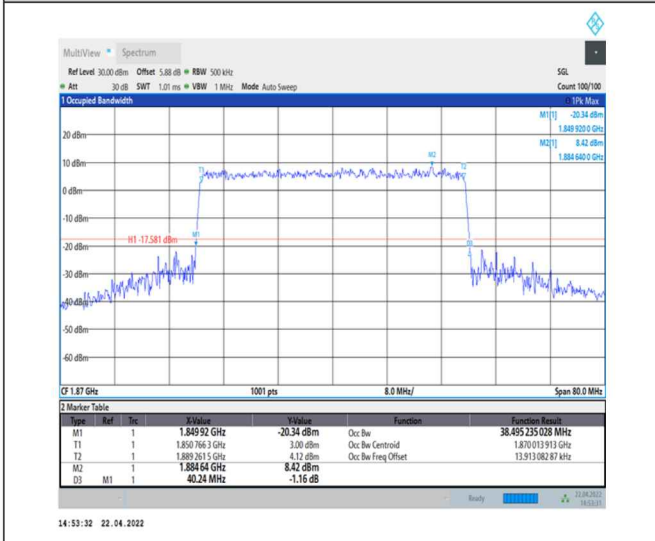 MultiView Spectrum
Ref Level 30.00 dBm Offset 5.88 dB RBW 500 kHz SGL
Att 30 dB SWT 1.01 ms VBW 1 MHz Mode Auto Sweep Count 100/100
1 Occupied Bandwidth 1Pk Max
M1[1] -20.34 dBm
1.849 920 0 GHz
M2[1] 8.42 dBm
1.884 640 0 GHz
20 dBm
M2
10 dBm
T1 T2
0 dBm
-10 dBm
H1 -17.581 dBm M1
-20 dBm
D3
-30 dBm
-40 dBm
-50 dBm
-60 dBm
CF 1.87 GHz 1001 pts 8.0 MHz/ Span 80.0 MHz
2 Marker Table
Type Ref Trc X-Value Y-Value Function Function Result
M1 1 1.849 92 GHz -20.34 dBm Occ Bw 38.495 235 028 MHz
T1 1 1.850 766 3 GHz 3.00 dBm Occ Bw Centroid 1.870 013 913 GHz
T2 1 1.889 261 5 GHz 4.12 dBm Occ Bw Freq Offset 13.913 082 87 kHz
M2 1 1.884 64 GHz 8.42 dBm
D3 M1 1 40.24 MHz -1.16 dB
Ready 22.04.2022
14:53:31
14:53:32 22.04.2022